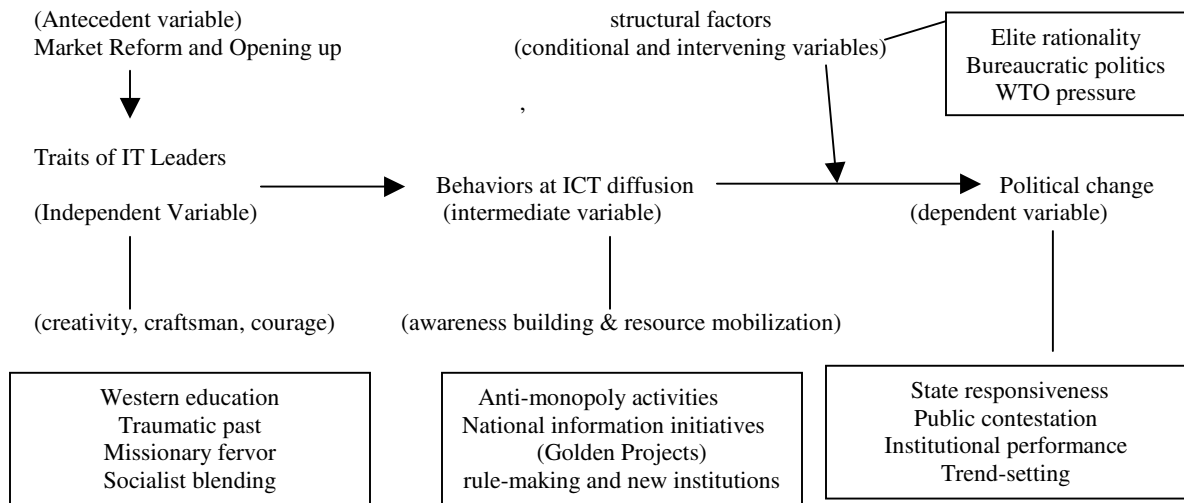 (Antecedent variable)
Market Reform and Opening up
structural factors
(conditional and intervening variables)
Elite rationality
Bureaucratic politics
WTO pressure
,
Traits of IT Leaders
(Independent Variable)
Behaviors at ICT diffusion
(intermediate variable)
Political change
(dependent variable)
(creativity, craftsman, courage)
(awareness building & resource mobilization)
Western education
Traumatic past
Missionary fervor
Socialist blending
Anti-monopoly activities
National information initiatives
(Golden Projects)
rule-making and new institutions
State responsiveness
Public contestation
Institutional performance
Trend-setting